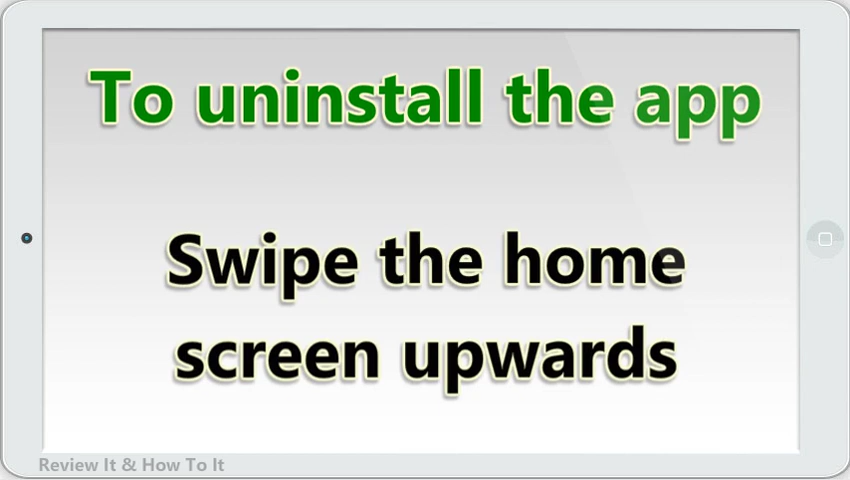 To uninstall the app
Swipe the home
screen upwards
Review It & How To It